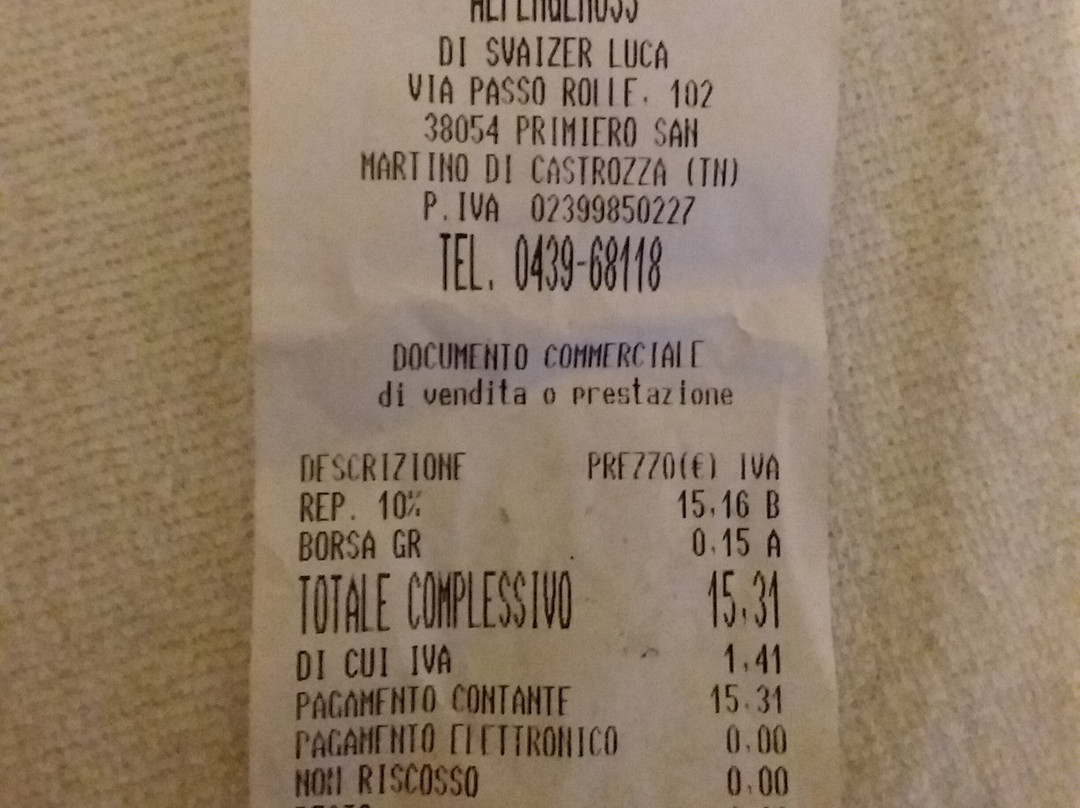 DI SVAIZER LUCA
VIA PASSO ROLLE. 102
38054 PRIMIERO SAN
MARTINO DI CASTROZZA (TN)
P.IVA 02399850227
TEL. 0439-68118
DOCUMENTO COMMERCIALE
di vendita o prestazione
DESCRIZIONE PREZZO(€) IVA
REP. 10% 15,16 B
BORSA GR 0,15 A
TOTALE COMPLESSIVO 15,31
DI CUI IVA 1,41
PAGAMENTO CONTANTE 15,31
PAGAMENTO ELETTRONICO 0,00
NON RISCOSSO 0,00